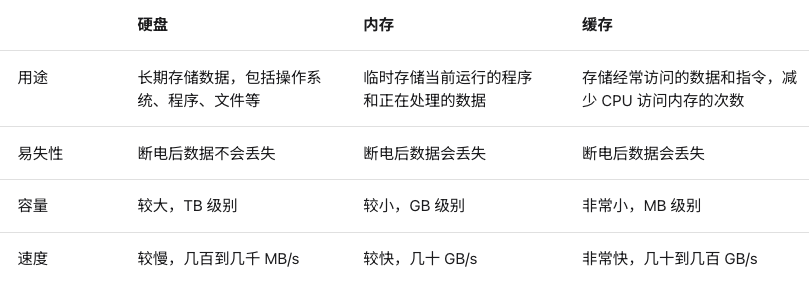 硬盘 内存 缓存
用途 长期存储数据，包括操作系 临时存储当前运行的程序 存储经常访问的数据和指令，减
统、程序、文件等 和正在处理的数据 少 CPU 访问内存的次数
易失性 断电后数据不会丢失 断电后数据会丢失 断电后数据会丢失
容量 较大，TB 级别 较小，GB 级别 非常小，MB 级别
速度 较慢，几百到几千 MB/s 较快，几十 GB/s 非常快，几十到几百 GB/s